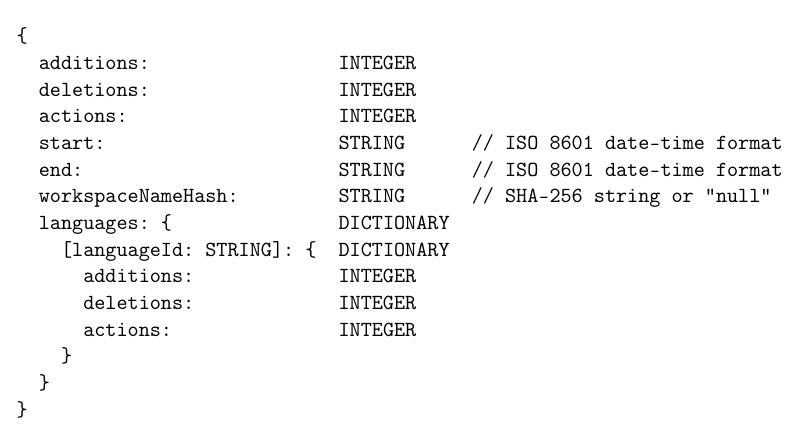 {
  additions:                 INTEGER
  deletions:                 INTEGER
  actions:                   INTEGER
  start:                     STRING      // ISO 8601 date-time format
  end:                       STRING      // ISO 8601 date-time format
  workspaceNameHash:         STRING      // SHA-256 string or "null"
  languages: {               DICTIONARY
    [languageId: STRING]: {  DICTIONARY
      additions:             INTEGER
      deletions:             INTEGER
      actions:               INTEGER
    }
  }
}